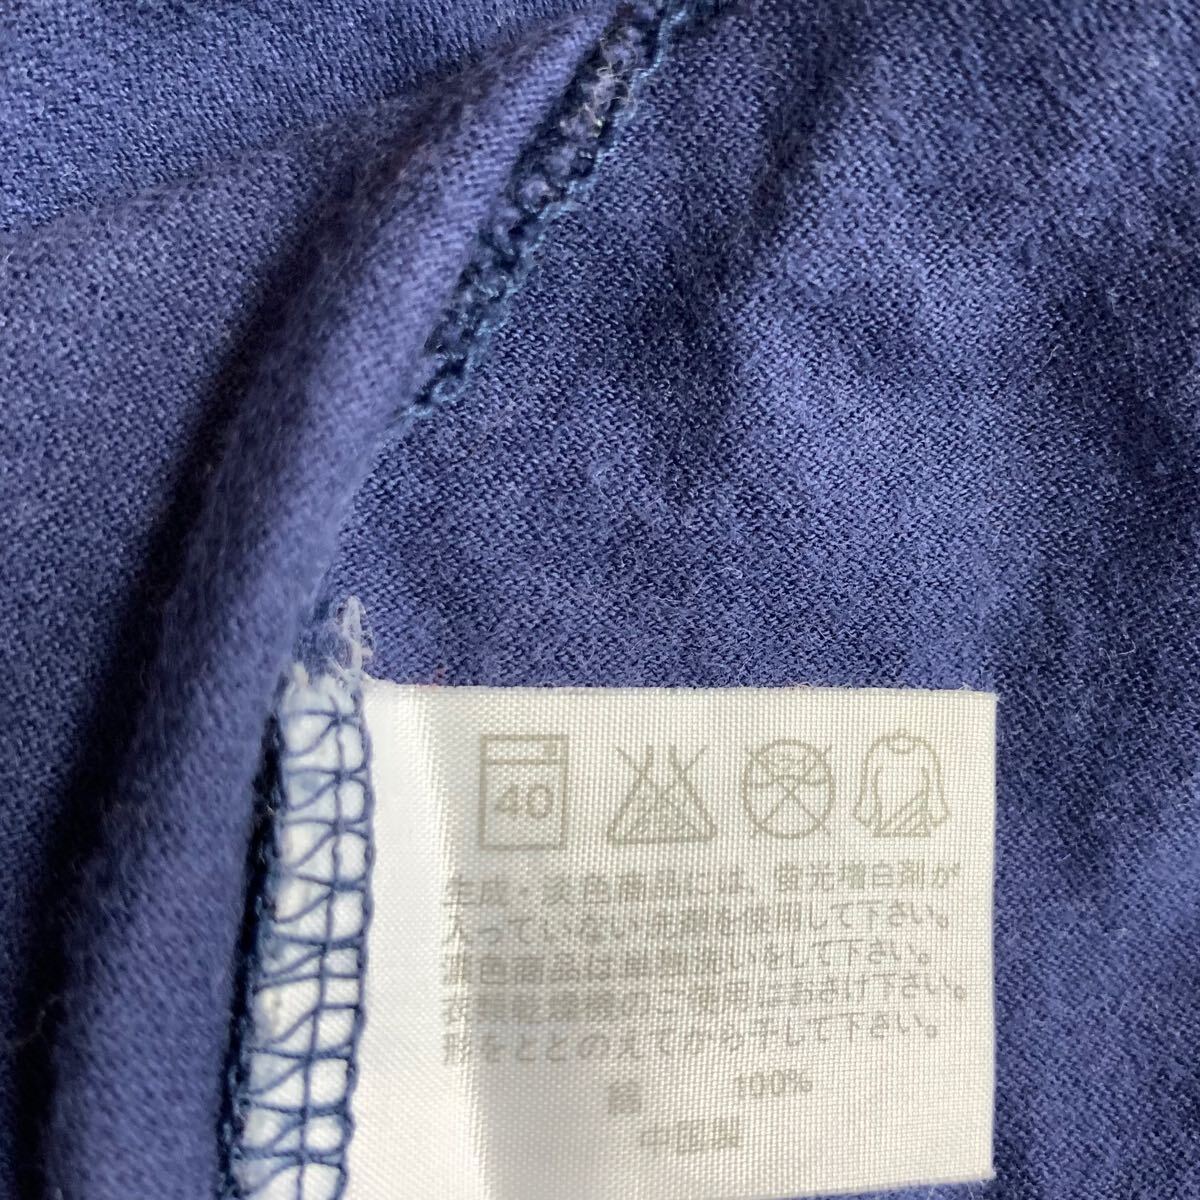 40
生成・淡色商品には、蛍光増白剤が
入っていない洗剤を使用して下さい。
濃色商品は単独洗いをして下さい。
衣類乾燥機のご使用はおさけ下さい。
形をととのえてから干して下さい。
綿 100%
中国製